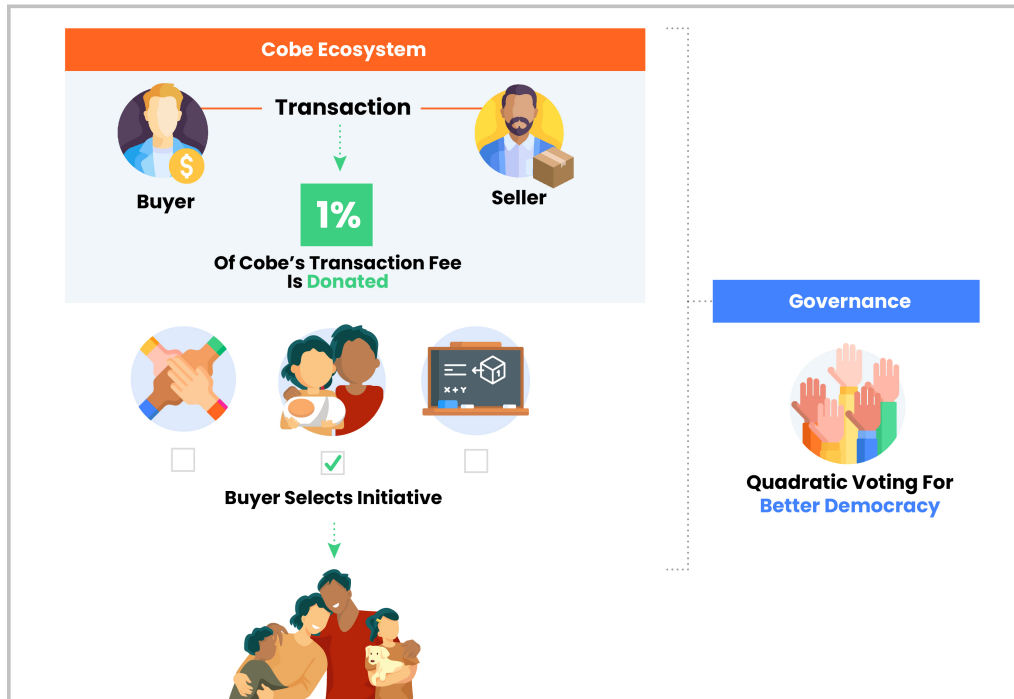 Cobe Ecosystem
Transaction
$
Buyer
Seller
1%
Of Cobe's Transaction Fee
Is Donated
1
x + Y
Buyer Selects Initiative
Governance
Quadratic Voting For
Better Democracy